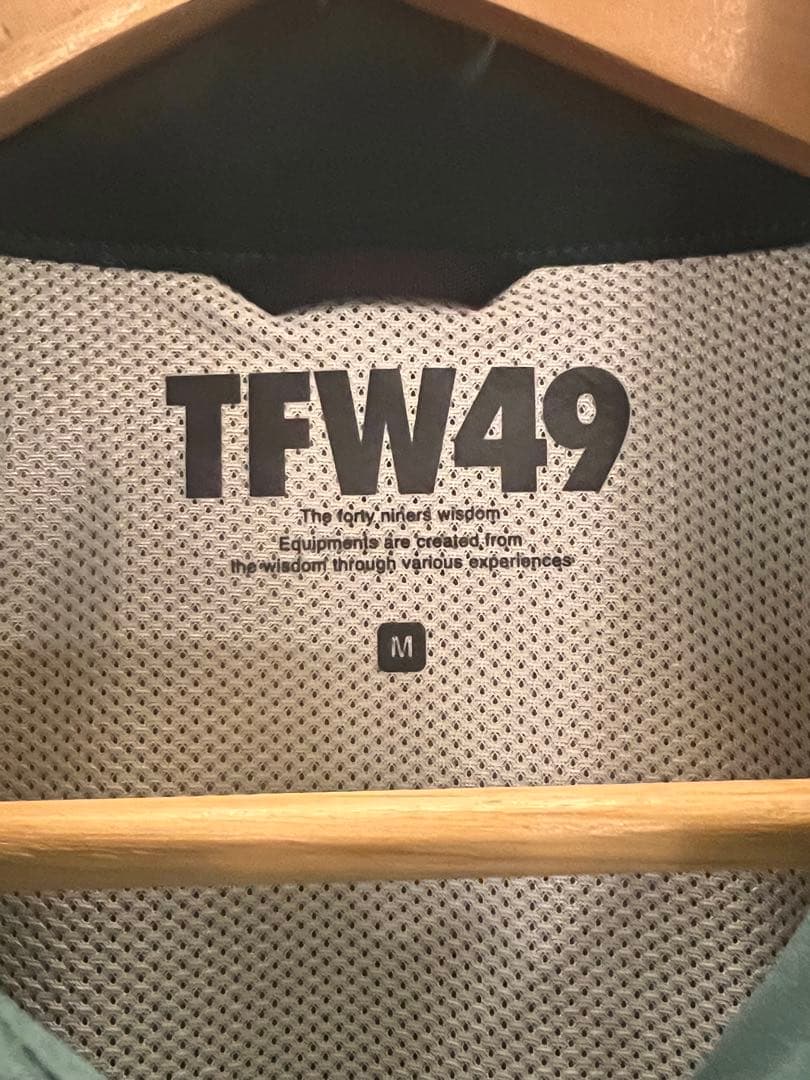 TFW49
The forty niners wisdom
Equipments are created from
the wisdom through various experiences
M